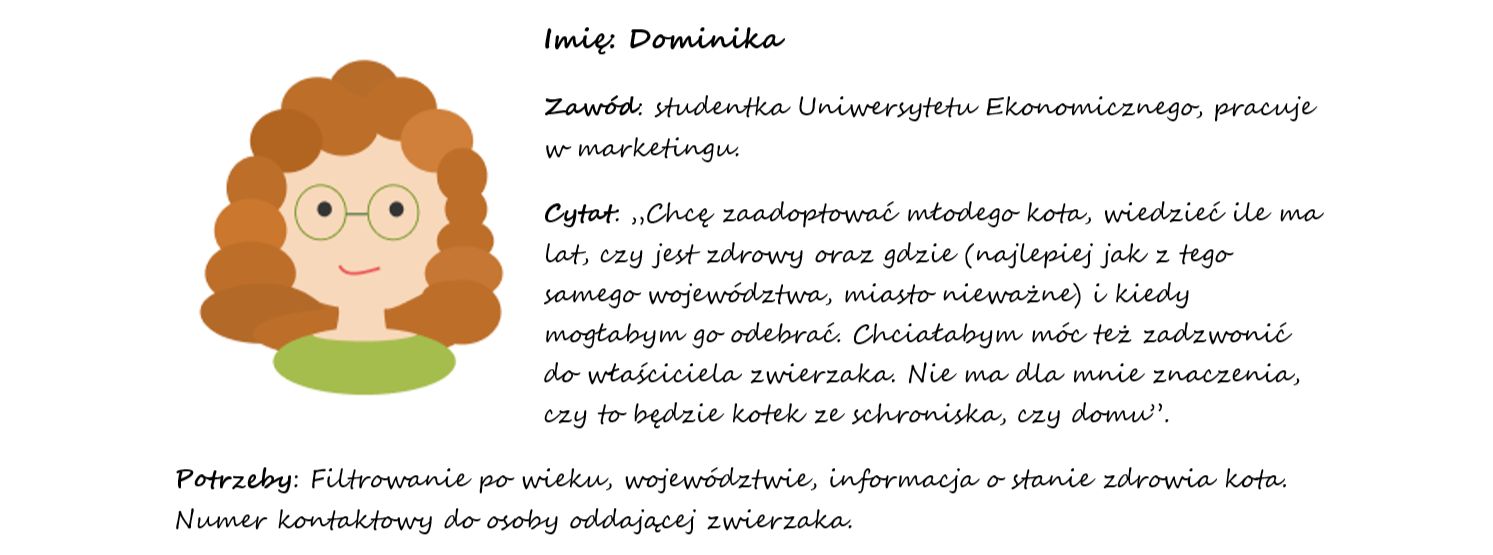 Imię: Dominika
Zawód: studentka Uniwersytetu Ekonomicznego, pracuje
w marketingu.
Cytat: ,,Chcę zaadoptować młodego kota, wiedzieć ile ma
lat, czy jest zdrowy oraz gdzie (najlepiej jak z tego
samego województwa, miasto nieważne) i kiedy
mogłabym go odebrać. Chciałabym móc też zadzwonić
do właściciela zwierzaka. Nie ma dla mnie znaczenia,
czy to będzie kotek ze schroniska, czy domu”.
Potrzeby: Filtrowanie po wieku, województwie, informacja o stanie zdrowia kota.
Numer kontaktowy do osoby oddającej zwierzaka.